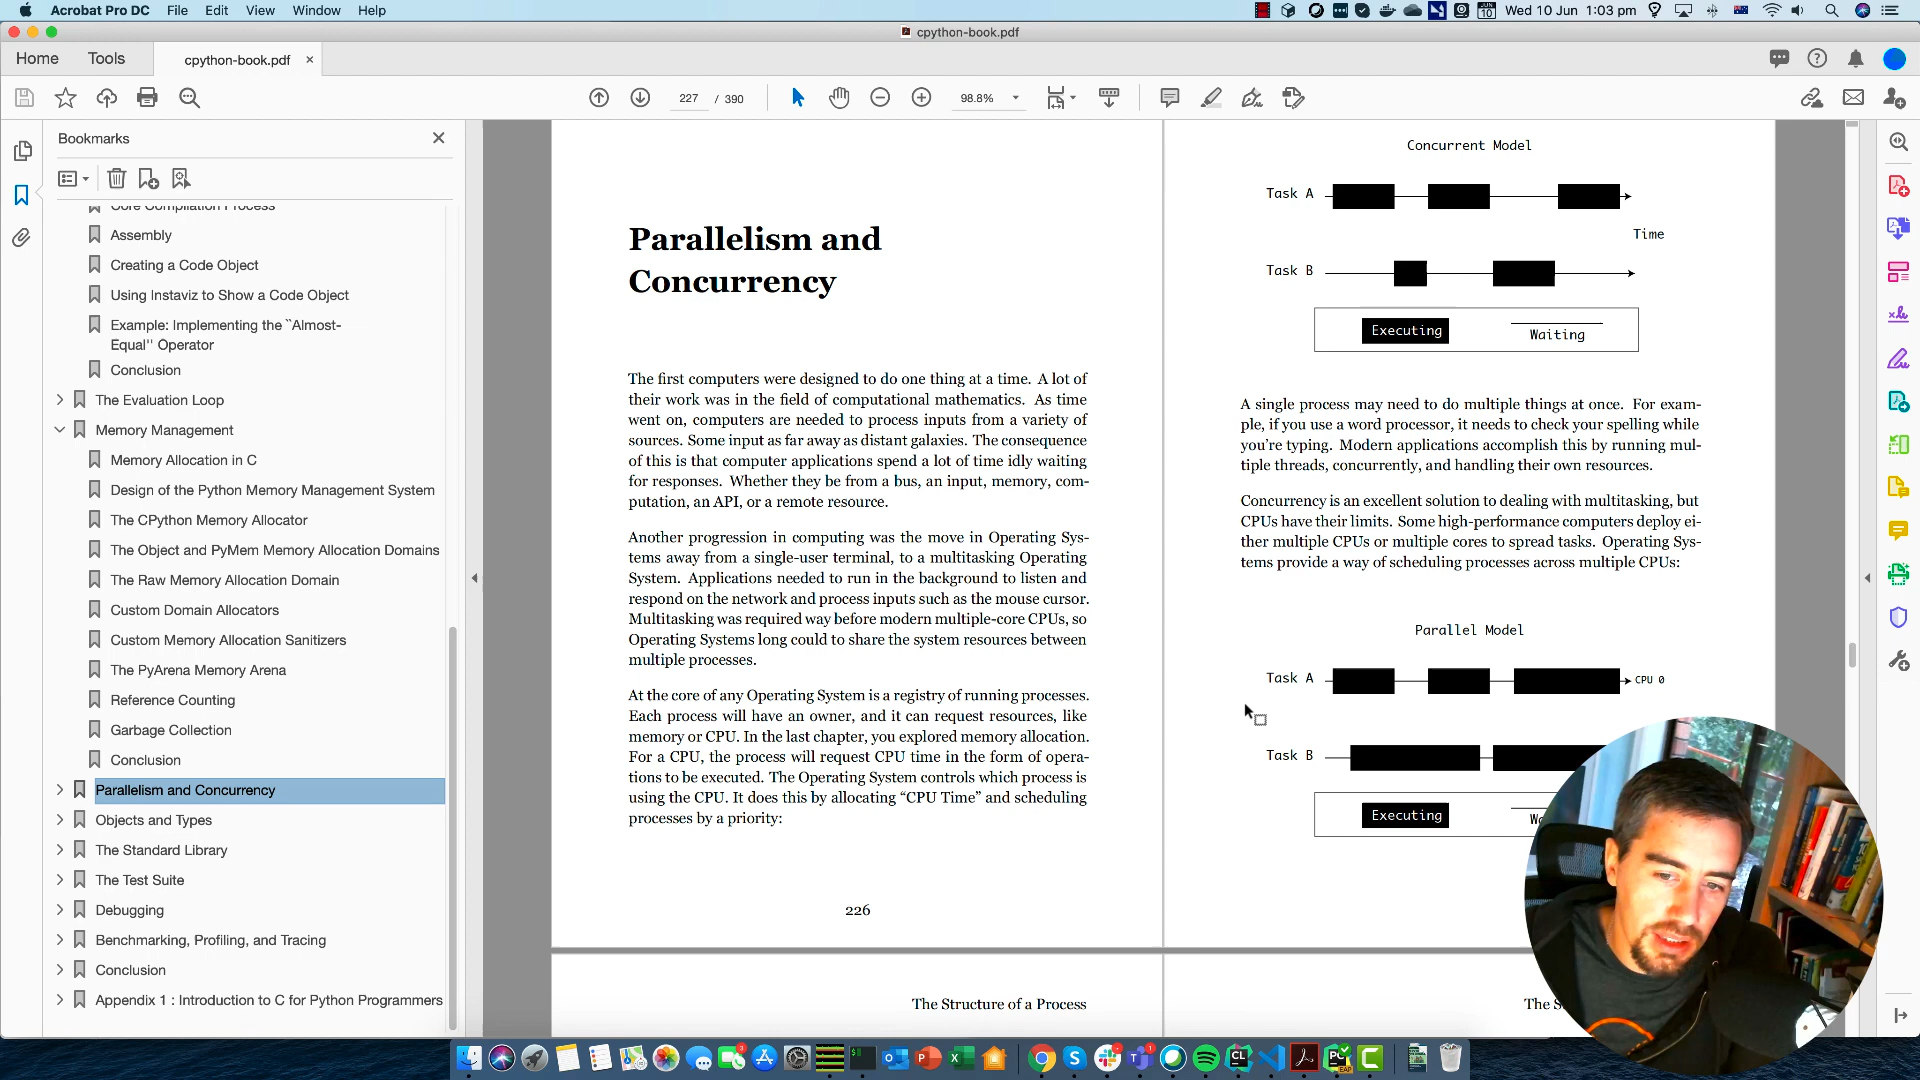 Acrobat Pro DC File Edit View Window Help
Wed 10 Jun 1:03 pm
cpython-book.pdf
Home Tools cpython-book.pdf
227 / 390
98.8%
Bookmarks
Core Compilation Process
Assembly
Creating a Code Object
Using Instaviz to Show a Code Object
Example: Implementing the ``Almost-
Equal'' Operator
Conclusion
The Evaluation Loop
Memory Management
Memory Allocation in C
Design of the Python Memory Management System
The CPython Memory Allocator
The Object and PyMem Memory Allocation Domains
The Raw Memory Allocation Domain
Custom Domain Allocators
Custom Memory Allocation Sanitizers
The PyArena Memory Arena
Reference Counting
Garbage Collection
Conclusion
Parallelism and Concurrency
Objects and Types
The Standard Library
The Test Suite
Debugging
Benchmarking, Profiling, and Tracing
Conclusion
Appendix 1 : Introduction to C for Python Programmers
Parallelism and
Concurrency
The first computers were designed to do one thing at a time. A lot of
their work was in the field of computational mathematics. As time
went on, computers are needed to process inputs from a variety of
sources. Some input as far away as distant galaxies. The consequence
of this is that computer applications spend a lot of time idly waiting
for responses. Whether they be from a bus, an input, memory, com-
putation, an API, or a remote resource.
Another progression in computing was the move in Operating Sys-
tems away from a single-user terminal, to a multitasking Operating
System. Applications needed to run in the background to listen and
respond on the network and process inputs such as the mouse cursor.
Multitasking was required way before modern multiple-core CPUs, so
Operating Systems long could to share the system resources between
multiple processes.
At the core of any Operating System is a registry of running processes.
Each process will have an owner, and it can request resources, like
memory or CPU. In the last chapter, you explored memory allocation.
For a CPU, the process will request CPU time in the form of opera-
tions to be executed. The Operating System controls which process is
using the CPU. It does this by allocating “CPU Time” and scheduling
processes by a priority:
226
The Structure of a Process
Concurrent Model
Task A
Time
Task B
Executing Waiting
A single process may need to do multiple things at once. For exam-
ple, if you use a word processor, it needs to check your spelling while
you’re typing. Modern applications accomplish this by running mul-
tiple threads, concurrently, and handling their own resources.
Concurrency is an excellent solution to dealing with multitasking, but
CPUs have their limits. Some high-performance computers deploy ei-
ther multiple CPUs or multiple cores to spread tasks. Operating Sys-
tems provide a way of scheduling processes across multiple CPUs:
Parallel Model
Task A CPU 0
Task B
Executing
The